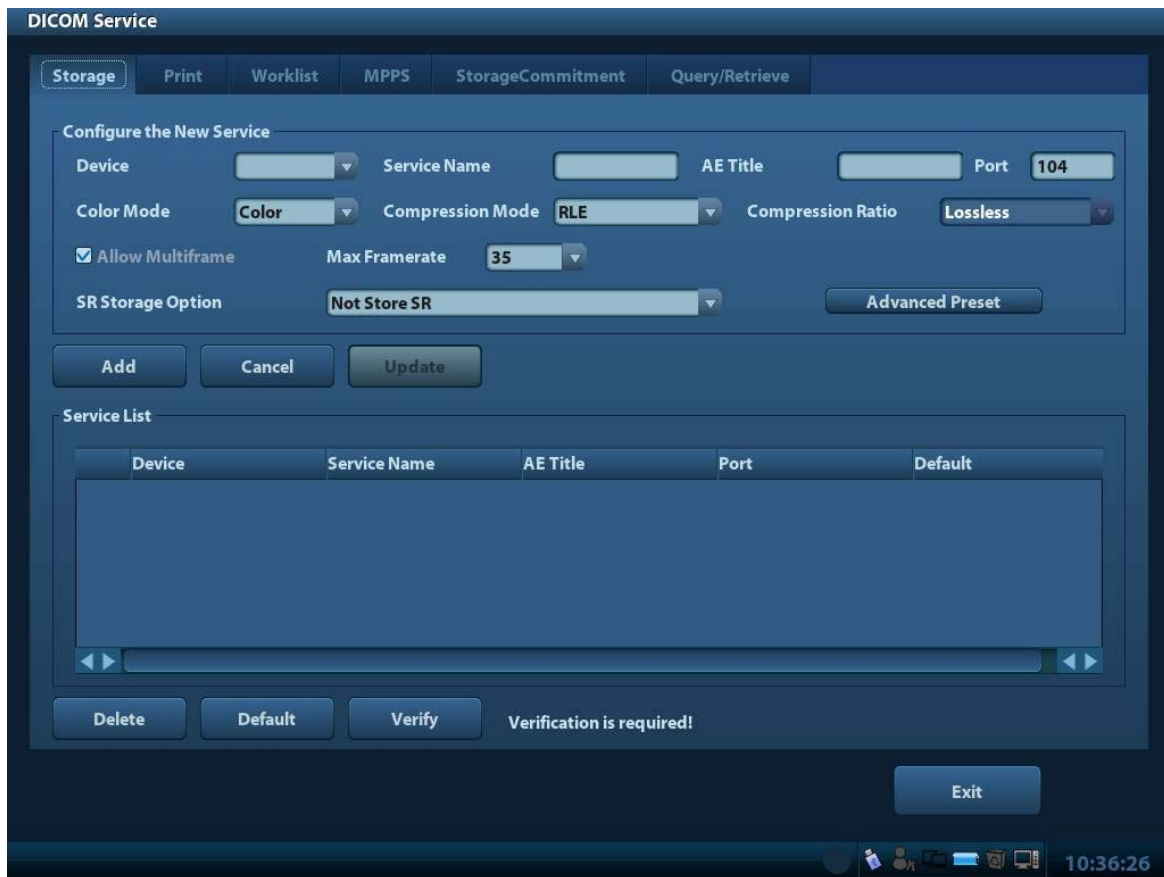 DICOM Service
Storage Print Worklist MPPS StorageCommitment Query/Retrieve
Configure the New Service
Device Service Name AE Title Port 104
Color Mode Color Compression Mode RLE Compression Ratio Lossless
Allow Multiframe Max Framerate 35
SR Storage Option Not Store SR Advanced Preset
Add Cancel Update
Service List
Device Service Name AE Title Port Default
Delete Default Verify Verification is required!
Exit
10:36:26